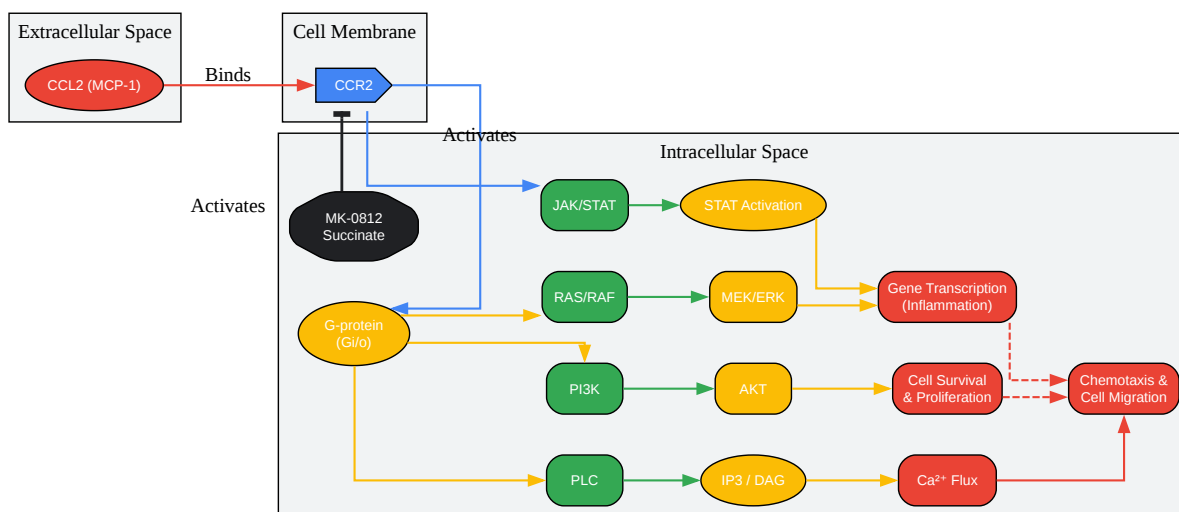 Extracellular Space
Cell Membrane
CCL2 (MCP-1)
Binds
CCR2
Activates
Intracellular Space
Activates
MK-0812
Succinate
JAK/STAT
STAT Activation
G-protein
(Gi/o)
RAS/RAF
MEK/ERK
Gene Transcription
(Inflammation)
PI3K
AKT
Cell Survival
& Proliferation
Chemotaxis &
Cell Migration
PLC
IP3 / DAG
Ca²⁺ Flux